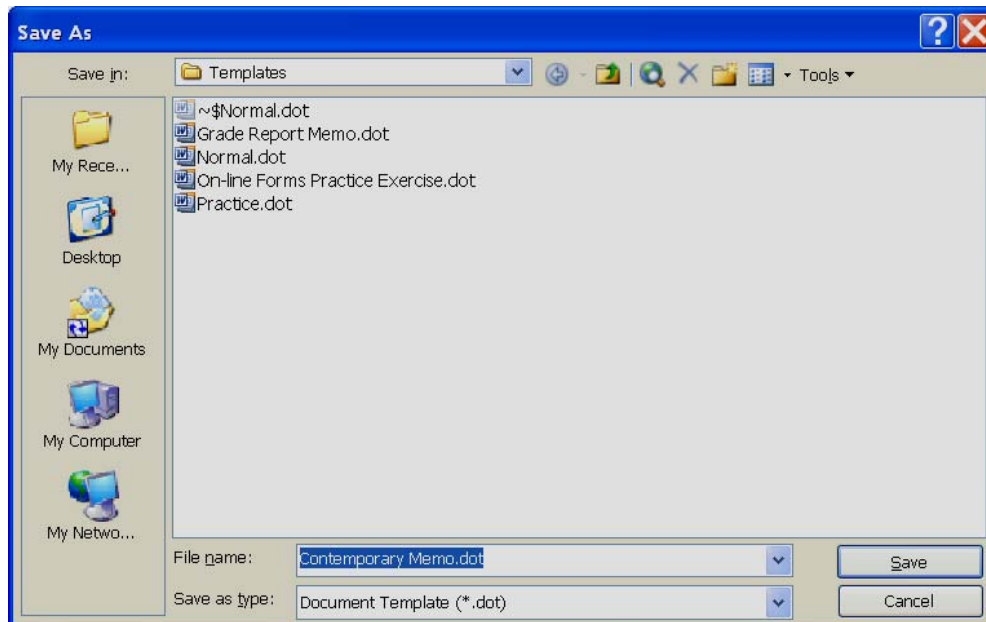 Save As
Save in:
Templates
Tools
~$Normal.dot
Grade Report Memo.dot
Normal.dot
On-line Forms Practice Exercise.dot
Practice.dot
My Rece...
Desktop
My Documents
My Computer
My Netwo...
File name:
Contemporary Memo.dot
Save
Save as type:
Document Template (*.dot)
Cancel